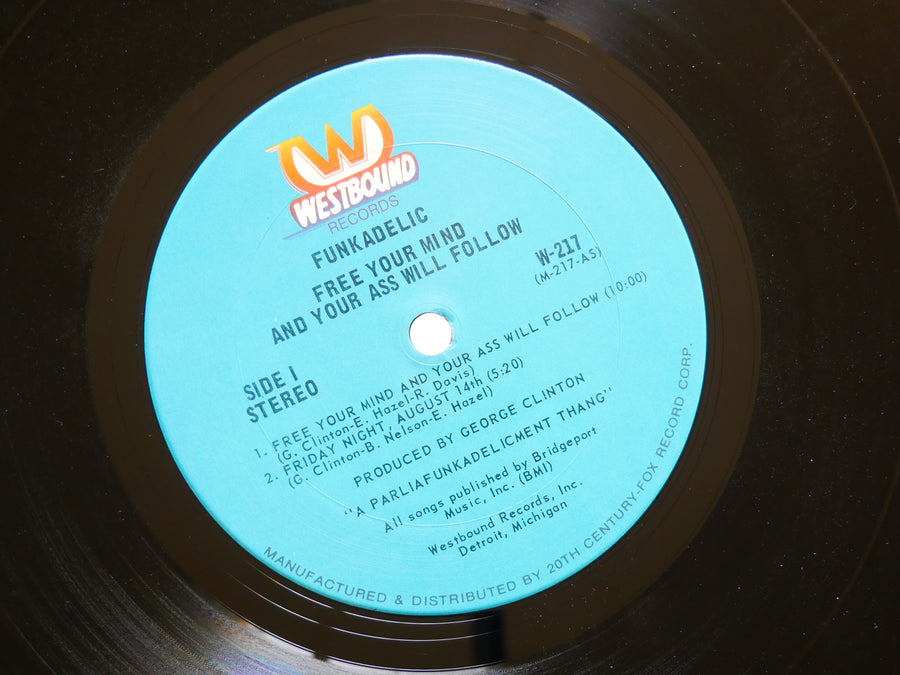 W
WESTBOUND
RECORDS
FUNKADELIC
FREE YOUR MIND
AND YOUR ASS WILL FOLLOW
W-217
(M-217-AS)
SIDE 1
STEREO
1. FREE YOUR MIND AND YOUR ASS WILL FOLLOW (10:00)
(G. Clinton-E. Hazel-R. Davis)
2. FRIDAY NIGHT, AUGUST 14th (5:20)
(G. Clinton-B. Nelson-E. Hazel)
PRODUCED BY GEORGE CLINTON
"A PARLIAFUNKADELICMENT THANG"
All songs published by Bridgeport
Music, Inc. (BMI)
Westbound Records, Inc.
Detroit, Michigan
MANUFACTURED & DISTRIBUTED BY 20TH CENTURY-FOX RECORD CORP.